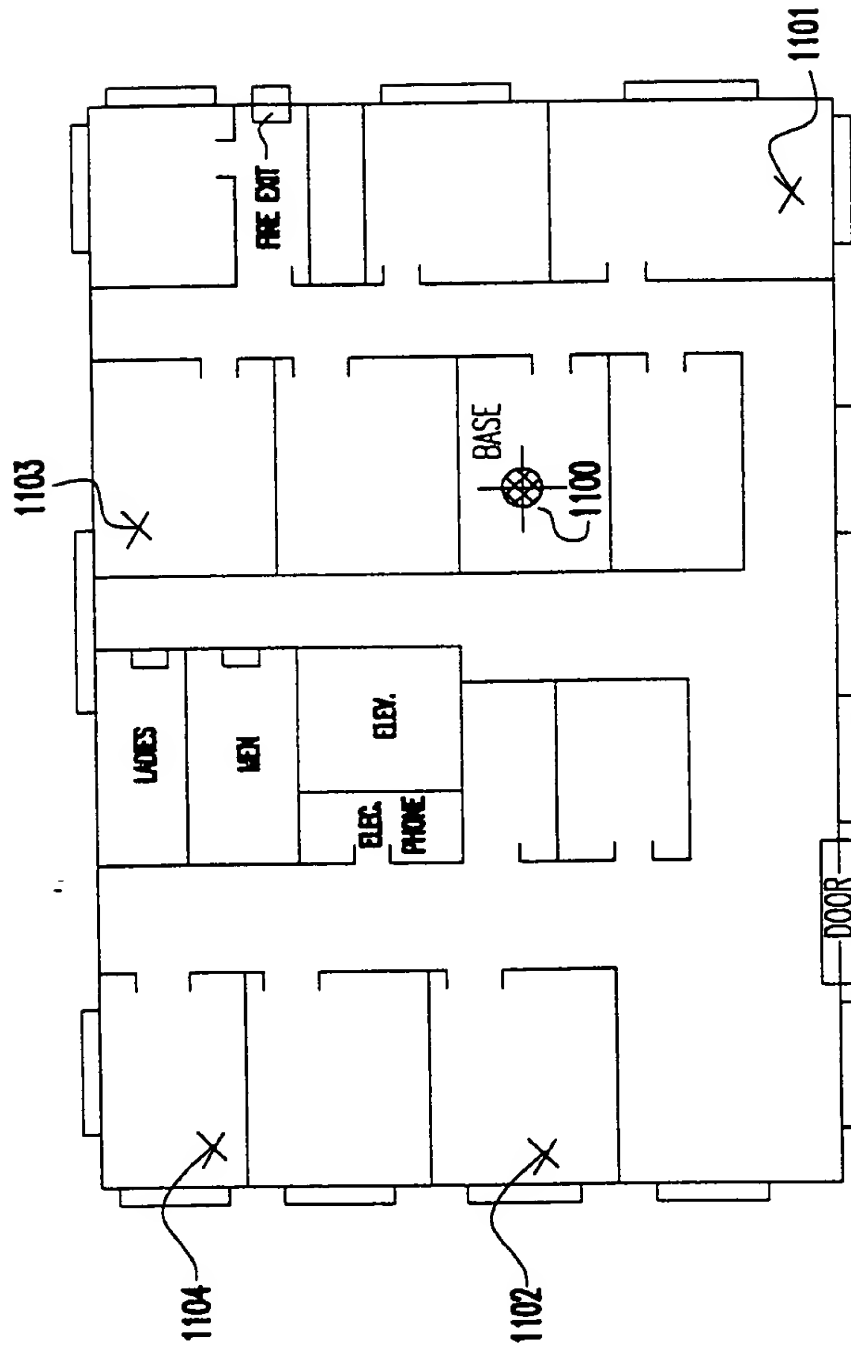 1101
FIRE EXIT
1103
BASE
1100
LADIES
MEN
ELEV.
ELEC.
PHONE
DOOR
1104
1102